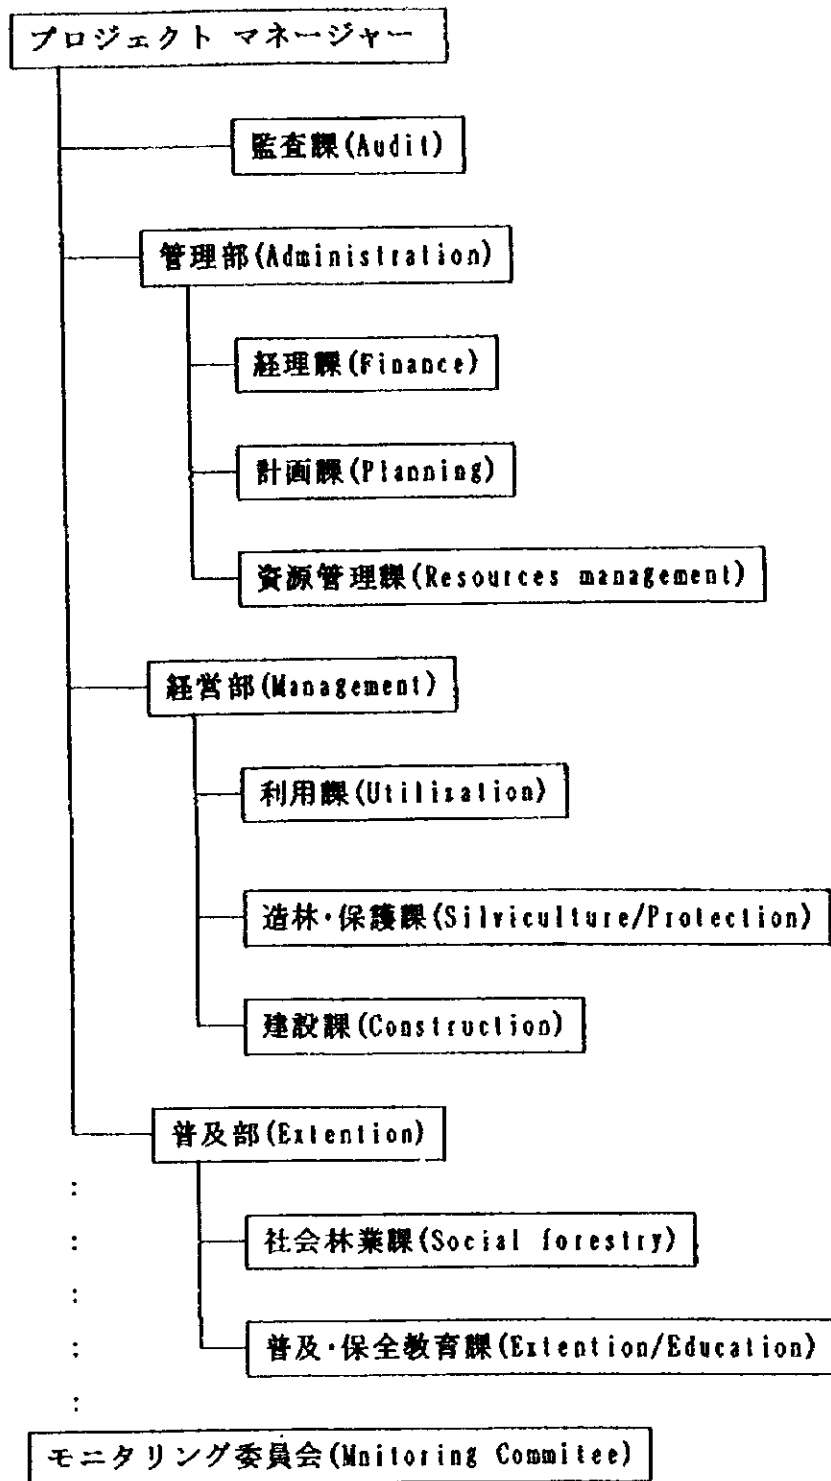 プロジェクト マネージャー
監査課(Audit)
管理部(Administration)
経理課(Finance)
計画課(Planning)
資源管理課(Resources management)
経営部(Management)
利用課(Utilization)
造林・保護課(Silviculture/Protection)
建設課(Construction)
普及部(Extention)
社会林業課(Social forestry)
普及・保全教育課(Extention/Education)
モニタリング委員会(Mnitoring Commitee)